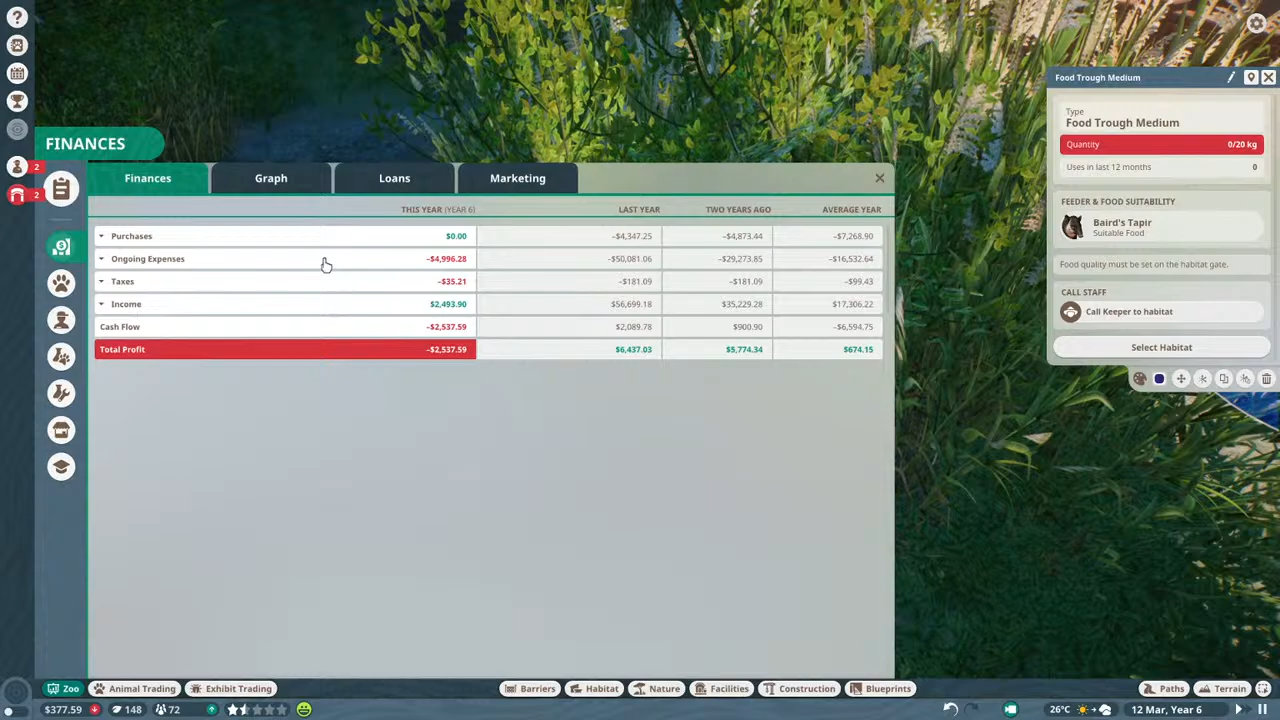 ?
FINANCES
2
2
Finances Graph Loans Marketing
THIS YEAR (YEAR 6) LAST YEAR TWO YEARS AGO AVERAGE YEAR
Purchases $0.00 -$4,347.25 -$4,873.44 -$7,268.90
Ongoing Expenses -$4,996.28 -$50,081.06 -$29,273.85 -$16,532.64
Taxes -$35.21 -$181.09 -$181.09 -$99.43
Income $2,493.90 $56,699.18 $35,229.28 $17,306.22
Cash Flow -$2,537.59 $2,089.78 $900.90 -$6,594.75
Total Profit -$2,537.59 $6,437.03 $5,774.34 $674.15
Food Trough Medium
Type
Food Trough Medium
Quantity 0/20 kg
Uses in last 12 months 0
FEEDER & FOOD SUITABILITY
Baird's Tapir
Suitable Food
Food quality must be set on the habitat gate.
CALL STAFF
Call Keeper to habitat
Select Habitat
Zoo Animal Trading Exhibit Trading Barriers Habitat Nature Facilities Construction Blueprints Paths Terrain
$377.59 148 72 26°C 12 Mar, Year 6